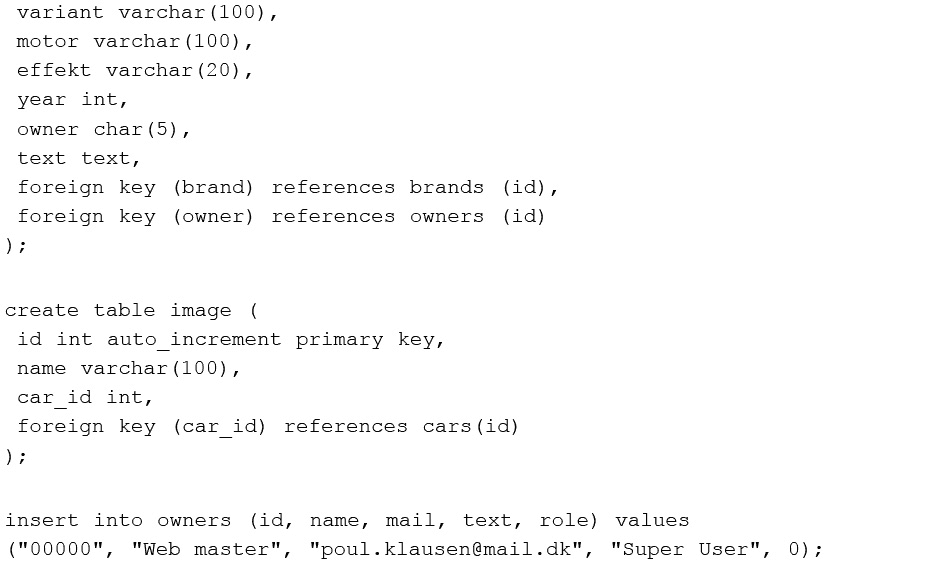 variant varchar(100),
motor varchar(100),
effekt varchar(20),
year int,
owner char(5),
text text,
foreign key (brand) references brands (id),
foreign key (owner) references owners (id)
);
create table image (
id int auto_increment primary key,
name varchar(100),
car_id int,
foreign key (car_id) references cars(id)
);
insert into owners (id, name, mail, text, role) values
("00000", "Web master", "poul.klausen@mail.dk", "Super User", 0);